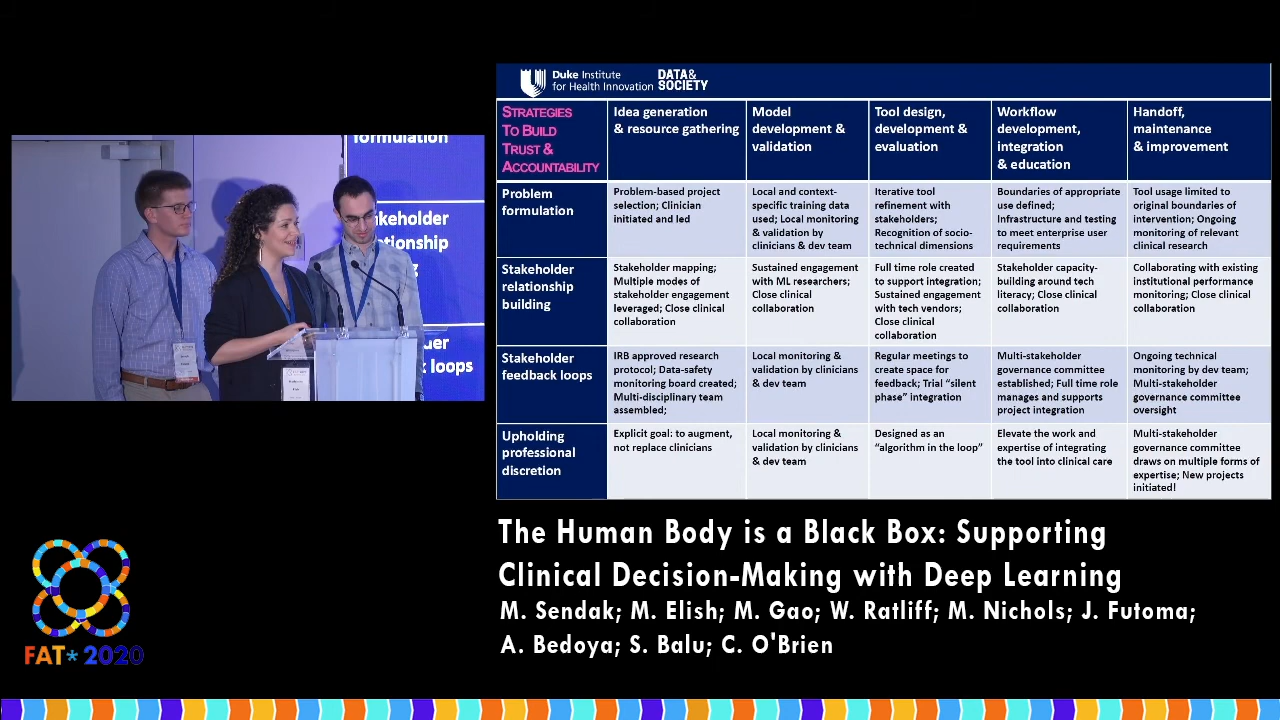 formulation
keholder
tionship
g
uer
k loops
Duke Institute
for Health Innovation
DATA&
SOCIETY
STRATEGIES
TO BUILD
TRUST &
ACCOUNTABILITY
Idea generation
& resource gathering
Model
development &
validation
Tool design,
development &
evaluation
Workflow
development,
integration
& education
Handoff,
maintenance
& improvement
Problem
formulation
Problem-based project
selection; Clinician
initiated and led
Local and context-
specific training data
used; Local monitoring
& validation by
clinicians & dev team
Iterative tool
refinement with
stakeholders;
Recognition of socio-
technical dimensions
Boundaries of appropriate
use defined;
Infrastructure and testing
to meet enterprise user
requirements
Tool usage limited to
original boundaries of
intervention; Ongoing
monitoring of relevant
clinical research
Stakeholder
relationship
building
Stakeholder mapping;
Multiple modes of
stakeholder engagement
leveraged; Close clinical
collaboration
Sustained engagement
with ML researchers;
Close clinical
collaboration
Full time role created
to support integration;
Sustained engagement
with tech vendors;
Close clinical
collaboration
Stakeholder capacity-
building around tech
literacy; Close clinical
collaboration
Collaborating with existing
institutional performance
monitoring; Close clinical
collaboration
Stakeholder
feedback loops
IRB approved research
protocol; Data-safety
monitoring board created;
Multi-disciplinary team
assembled;
Local monitoring &
validation by clinicians
& dev team
Regular meetings to
create space for
feedback; Trial “silent
phase” integration
Multi-stakeholder
governance committee
established; Full time role
manages and supports
project integration
Ongoing technical
monitoring by dev team;
Multi-stakeholder
governance committee
oversight
Upholding
professional
discretion
Explicit goal: to augment,
not replace clinicians
Local monitoring &
validation by clinicians
& dev team
Designed as an
“algorithm in the loop”
Elevate the work and
expertise of integrating
the tool into clinical care
Multi-stakeholder
governance committee
draws on multiple forms of
expertise; New projects
initiated!
The Human Body is a Black Box: Supporting
Clinical Decision-Making with Deep Learning
M. Sendak; M. Elish; M. Gao; W. Ratliff; M. Nichols; J. Futoma;
A. Bedoya; S. Balu; C. O'Brien
FAT* 2020